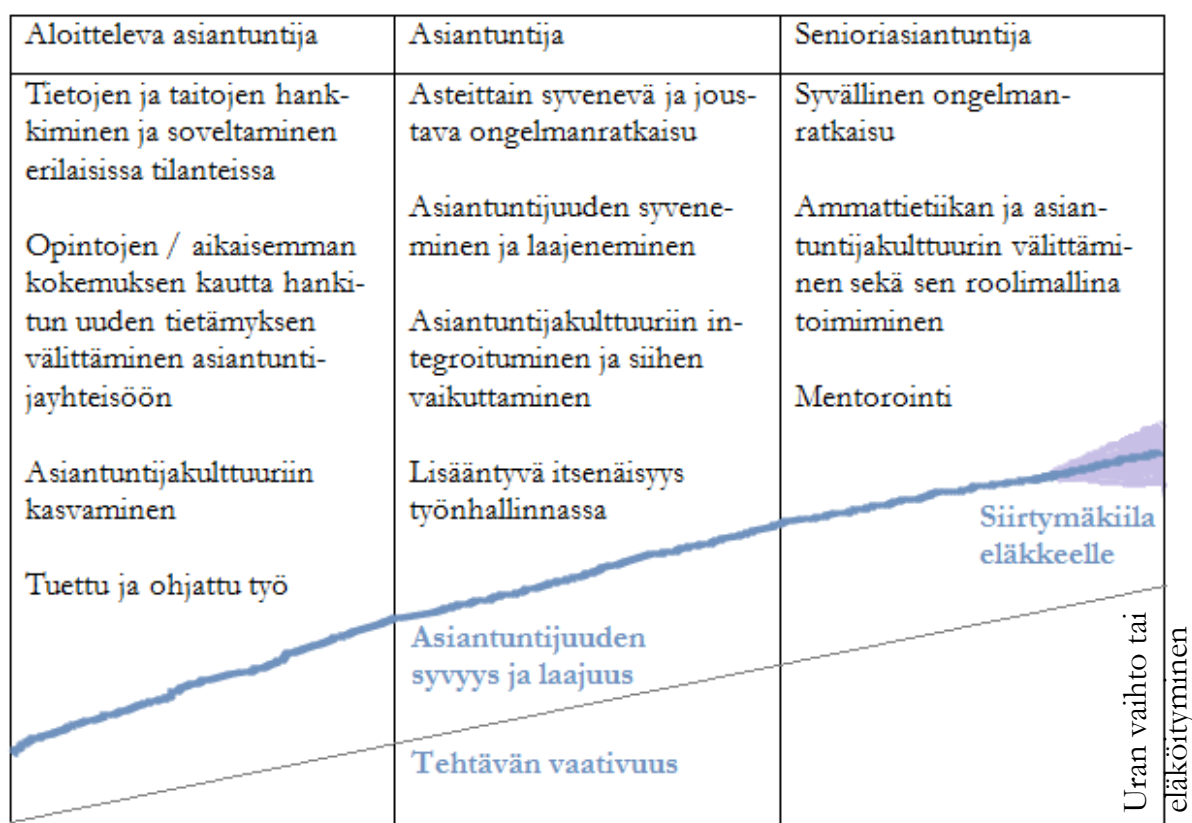 Aloitteleva asiantuntija
Tietojen ja taitojen hank-
kiminen ja soveltaminen
erilaisissa tilanteissa
Opintojen / aikaisemman
kokemuksen kautta hanki-
tun uuden tietämyksen
välittäminen asiantunti-
jayhteisöön
Asiantuntijakulttuuriin
kasvaminen
Tuettu ja ohjattu työ
Asiantuntija
Asteittain syvenevä ja jous-
tava ongelmanratkaisu
Asiantuntijuuden syvene-
minen ja laajeneminen
Asiantuntijakulttuuriin in-
tegroituminen ja siihen
vaikuttaminen
Lisääntyvä itsenäisyys
työnhallinnassa
Asiantuntijuuden
syvyys ja laajuus
Tehtävän vaativuus
Senioriasiantuntija
Syvällinen ongelman-
ratkaisu
Ammattietiikan ja asian-
tuntijakulttuurin välittämi-
nen sekä sen roolimallina
toimiminen
Mentorointi
Siirtymäkiila
eläkkeelle
Uran vaihto tai
eläköityminen